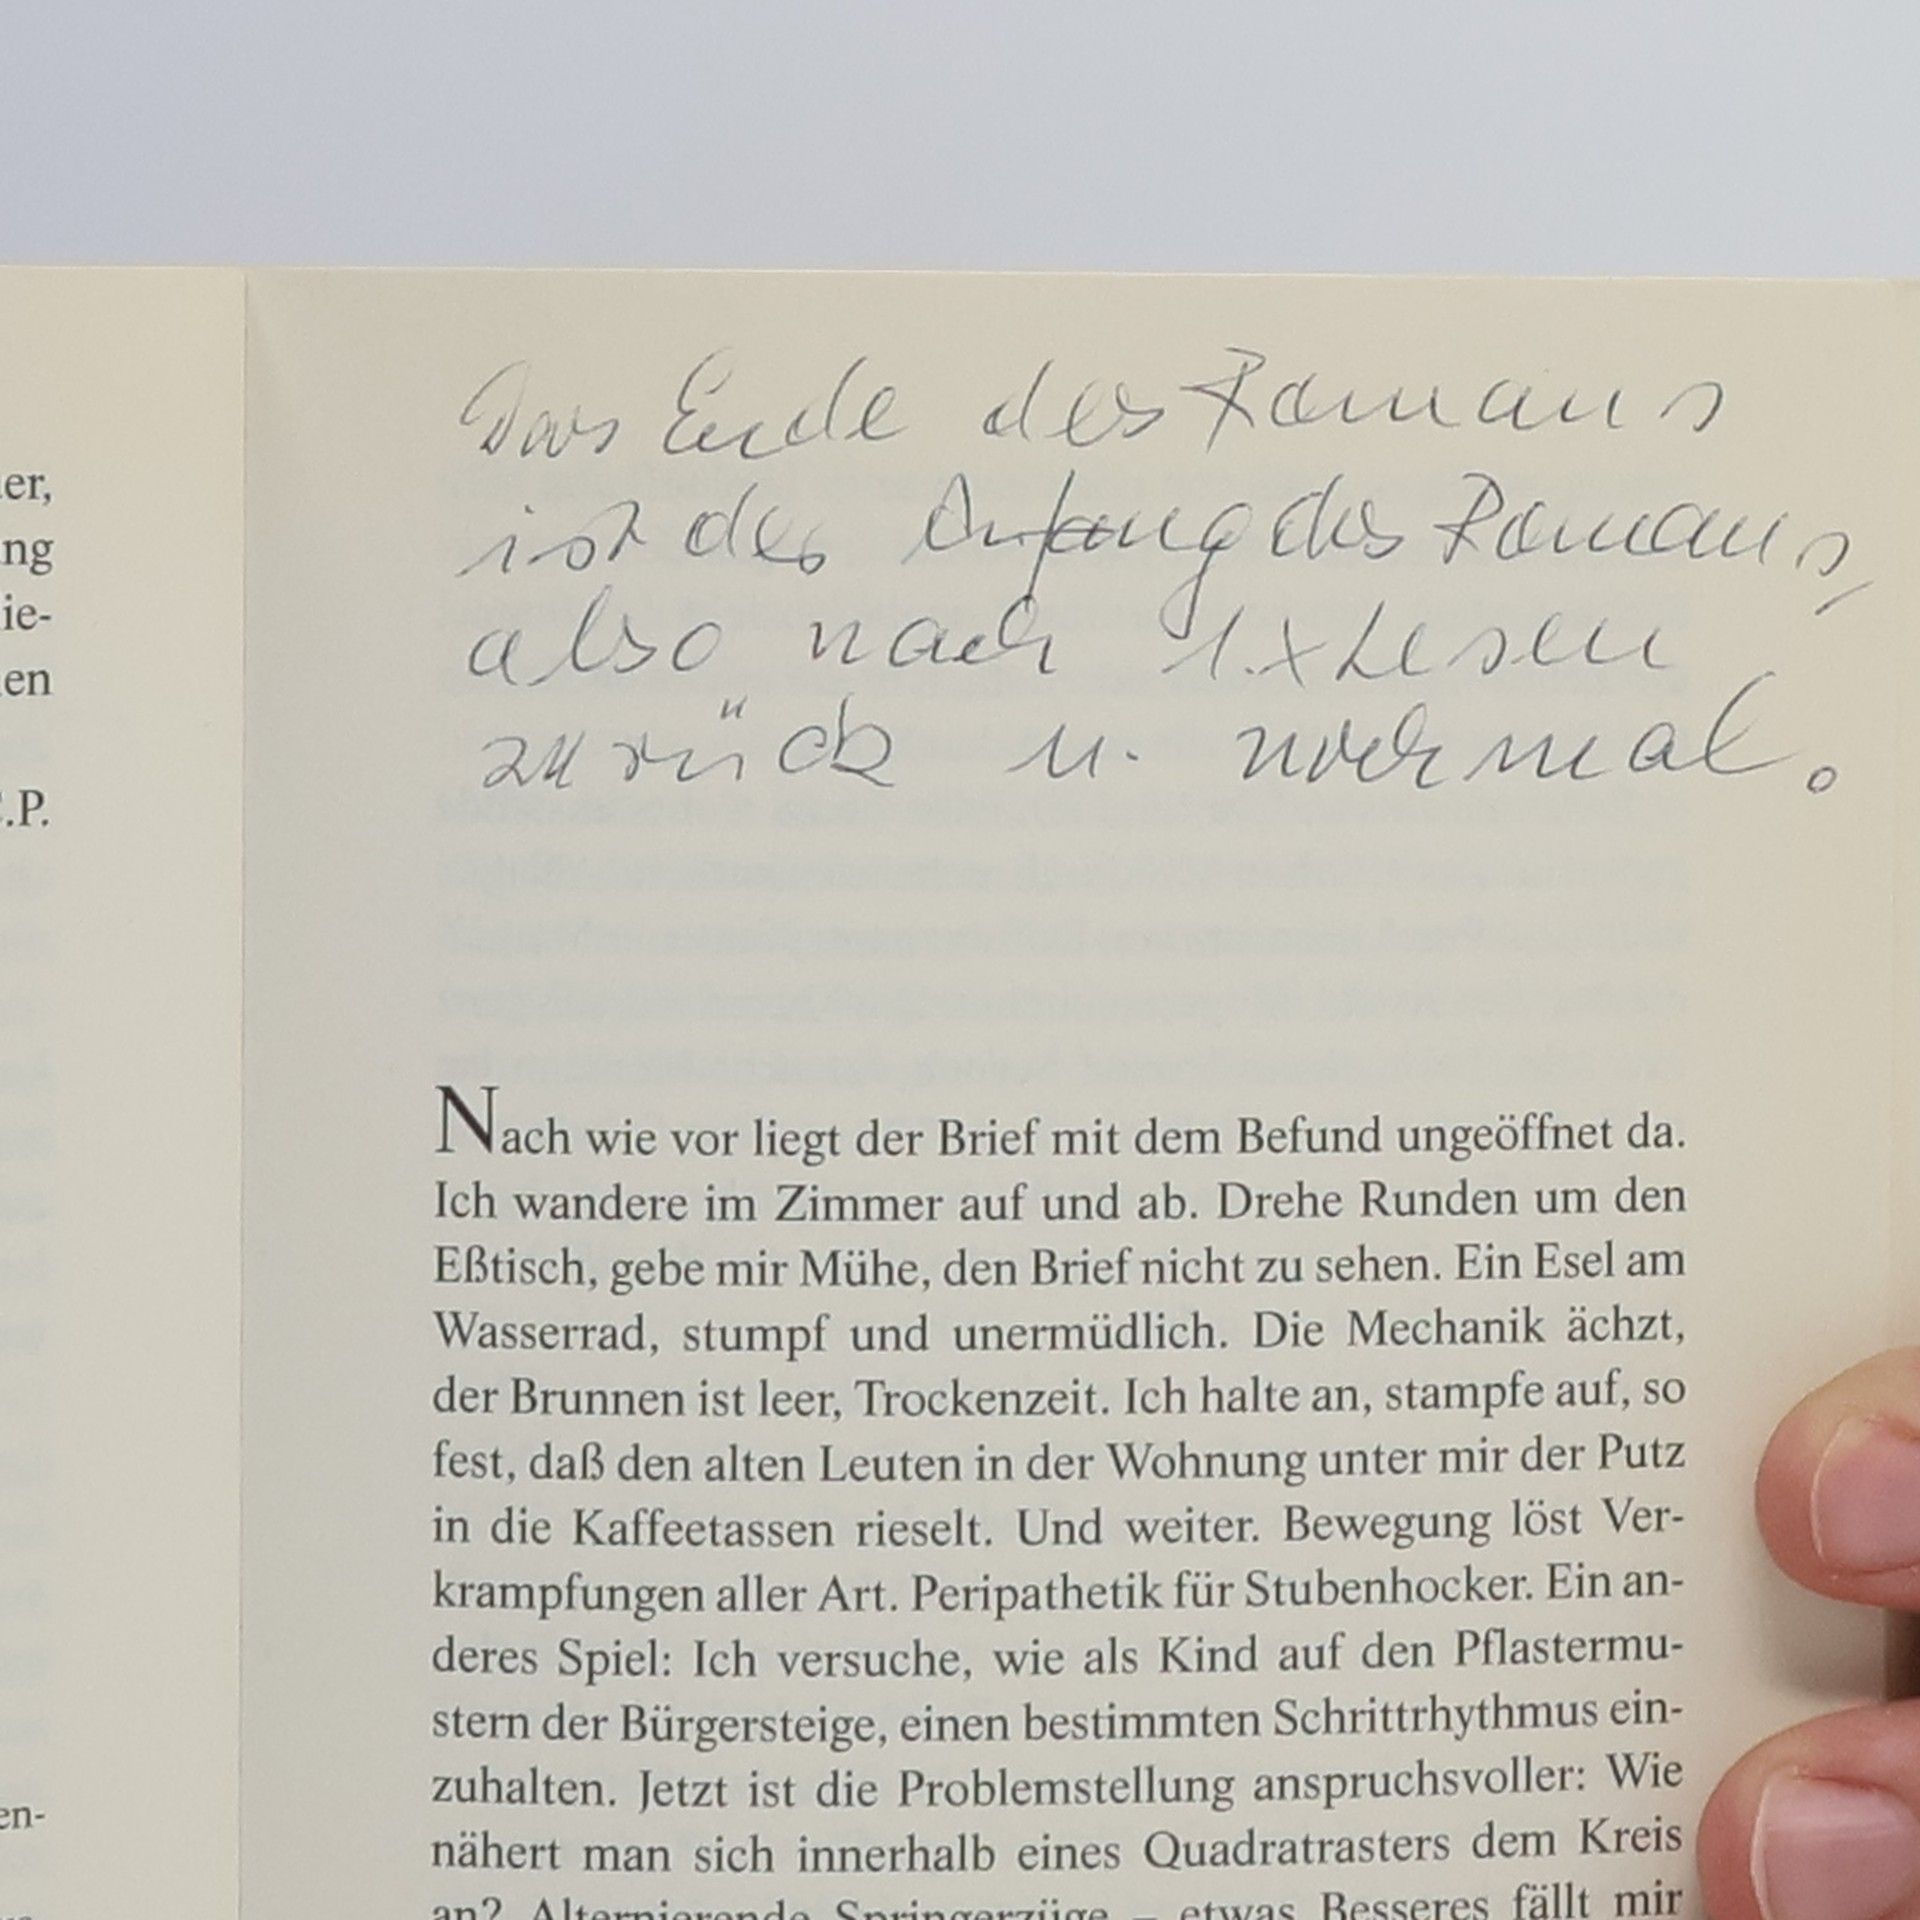 er,
ng
ie-
en
.P.
en-
Das Ende des Romans
ist der Anfang des Romans,
also nach 1.x Lesen
zurück u. nochmal.
Nach wie vor liegt der Brief mit dem Befund ungeöffnet da.
Ich wandere im Zimmer auf und ab. Drehe Runden um den
Eßtisch, gebe mir Mühe, den Brief nicht zu sehen. Ein Esel am
Wasserrad, stumpf und unermüdlich. Die Mechanik ächzt,
der Brunnen ist leer, Trockenzeit. Ich halte an, stampfe auf, so
fest, daß den alten Leuten in der Wohnung unter mir der Putz
in die Kaffeetassen rieselt. Und weiter. Bewegung löst Ver-
krampfungen aller Art. Peripathetik für Stubenhocker. Ein an-
deres Spiel: Ich versuche, wie als Kind auf den Pflastermu-
stern der Bürgersteige, einen bestimmten Schrittrhythmus ein-
zuhalten. Jetzt ist die Problemstellung anspruchsvoller: Wie
nähert man sich innerhalb eines Quadratrasters dem Kreis
an? Alternierende Springerzüge – etwas Besseres fällt mir